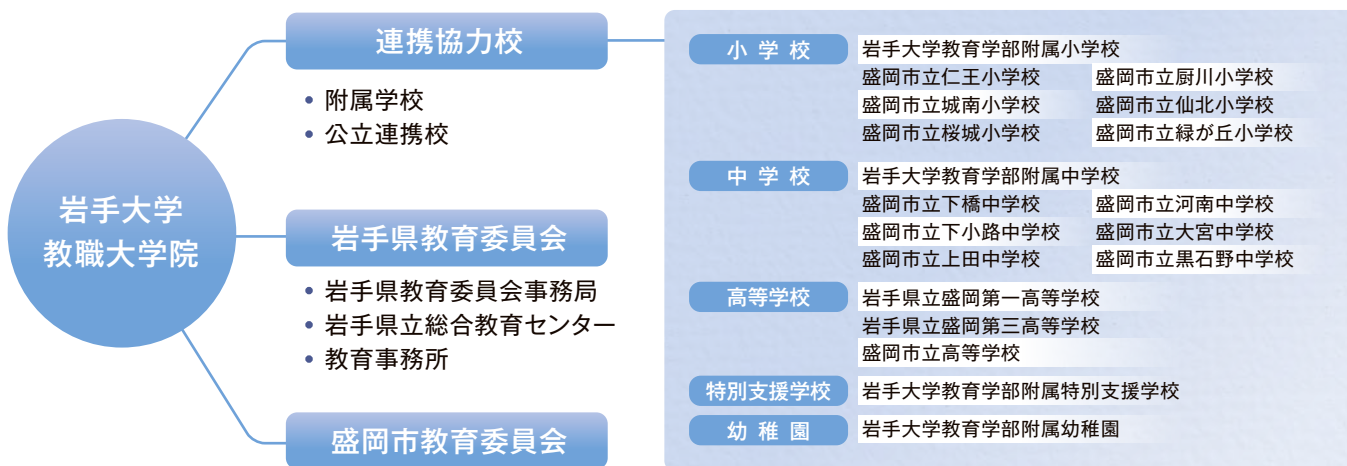 岩手大学
教職大学院
連携協力校
• 附属学校
• 公立連携校
岩手県教育委員会
• 岩手県教育委員会事務局
• 岩手県立総合教育センター
• 教育事務所
盛岡市教育委員会
小学校
岩手大学教育学部附属小学校
盛岡市立仁王小学校 盛岡市立厨川小学校
盛岡市立城南小学校 盛岡市立仙北小学校
盛岡市立桜城小学校 盛岡市立緑が丘小学校
中学校
岩手大学教育学部附属中学校
盛岡市立下橋中学校 盛岡市立河南中学校
盛岡市立下小路中学校 盛岡市立大宮中学校
盛岡市立上田中学校 盛岡市立黒石野中学校
高等学校
岩手県立盛岡第一高等学校
岩手県立盛岡第三高等学校
盛岡市立高等学校
特別支援学校
岩手大学教育学部附属特別支援学校
幼稚園
岩手大学教育学部附属幼稚園